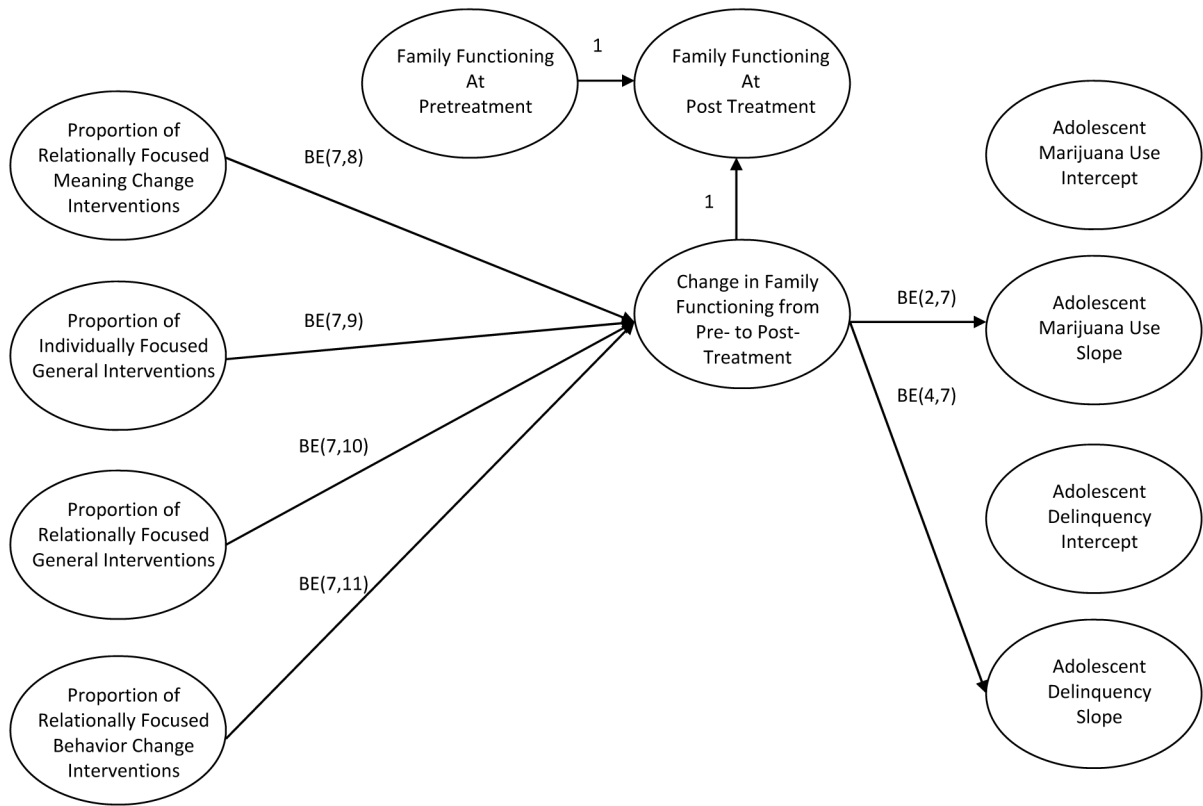 Family Functioning
At
Pretreatment
1
Family Functioning
At
Post Treatment
Proportion of
Relationally Focused
Meaning Change
Interventions
BE(7,8)
Adolescent
Marijuana Use
Intercept
1
Proportion of
Individually Focused
General Interventions
BE(7,9)
Change in Family
Functioning from
Pre- to Post-
Treatment
BE(2,7)
Adolescent
Marijuana Use
Slope
BE(4,7)
Proportion of
Relationally Focused
General Interventions
BE(7,10)
Adolescent
Delinquency
Intercept
BE(7,11)
Proportion of
Relationally Focused
Behavior Change
Interventions
Adolescent
Delinquency
Slope